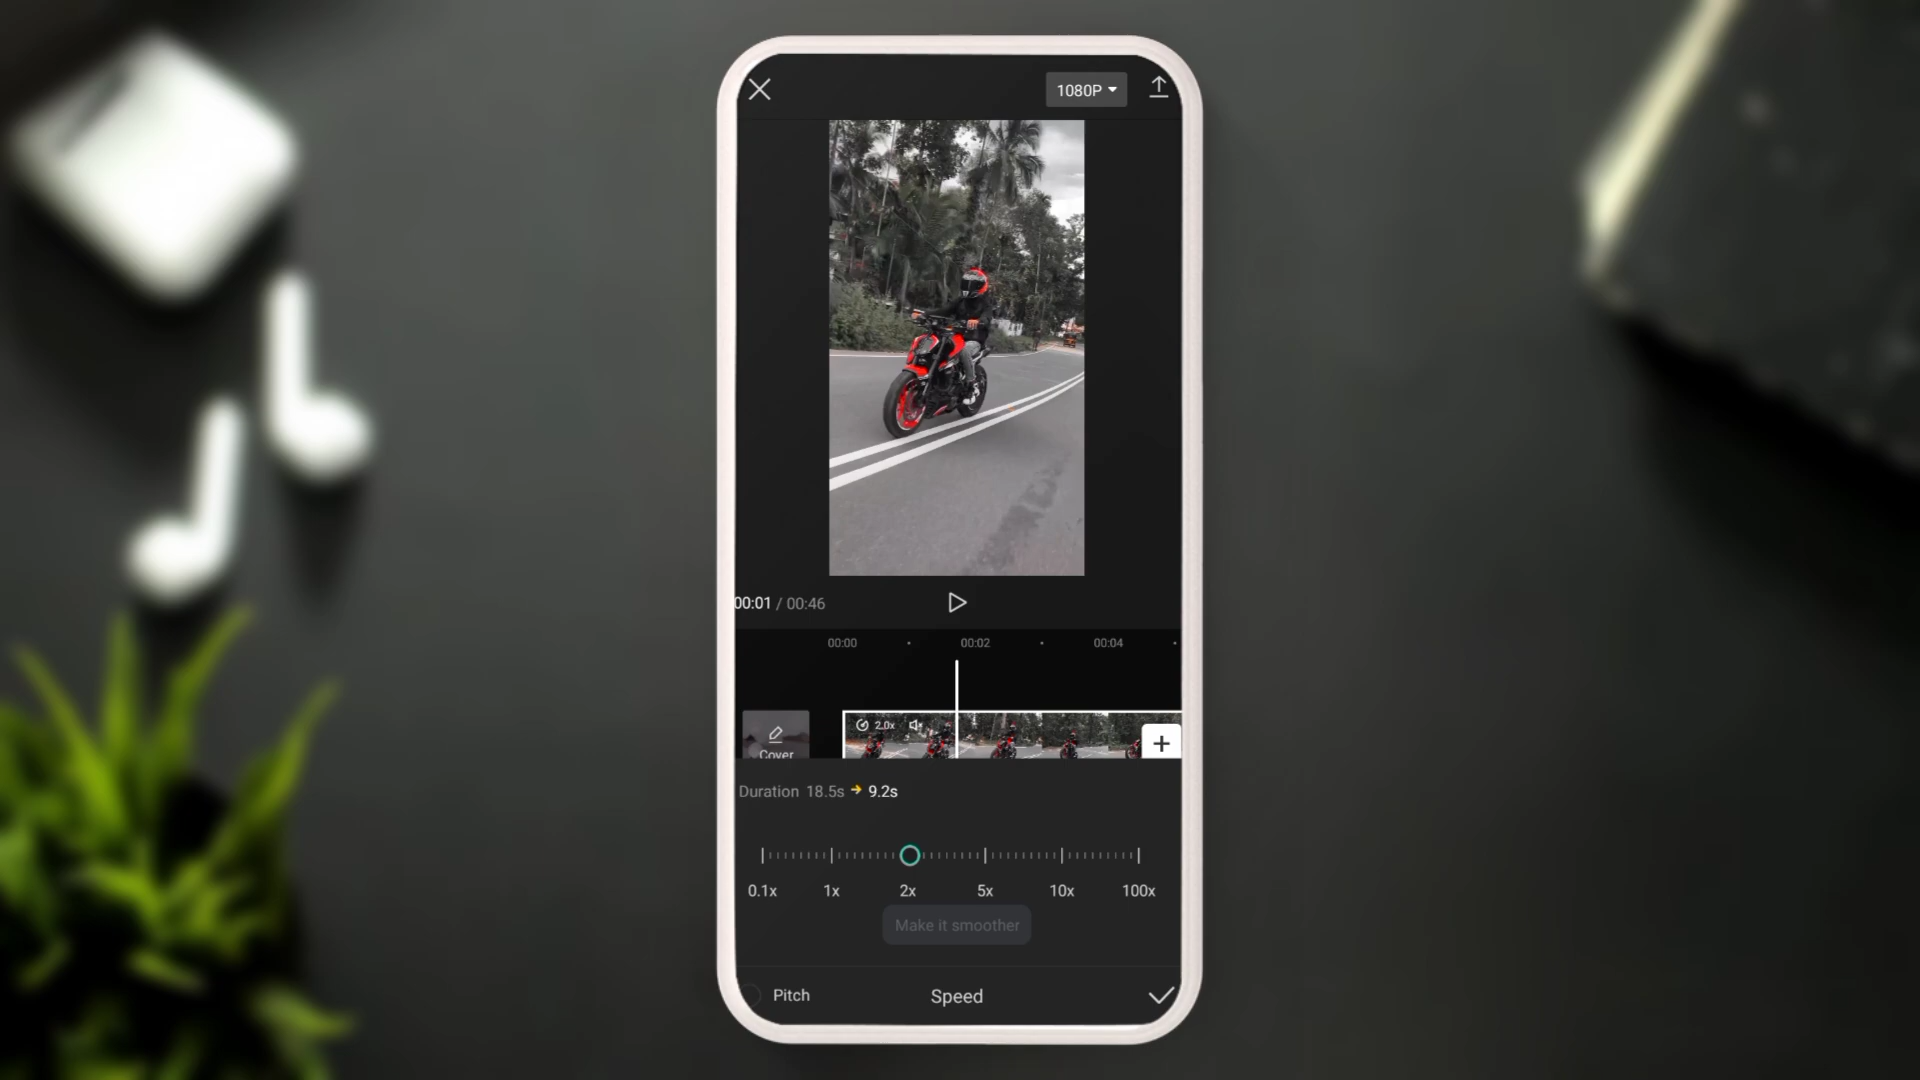 1080P
00:01 / 00:46
00:00 00:02 00:04
2.0x
Cover
Duration 18.5s → 9.2s
0.1x 1x 2x 5x 10x 100x
Make it smoother
Pitch Speed